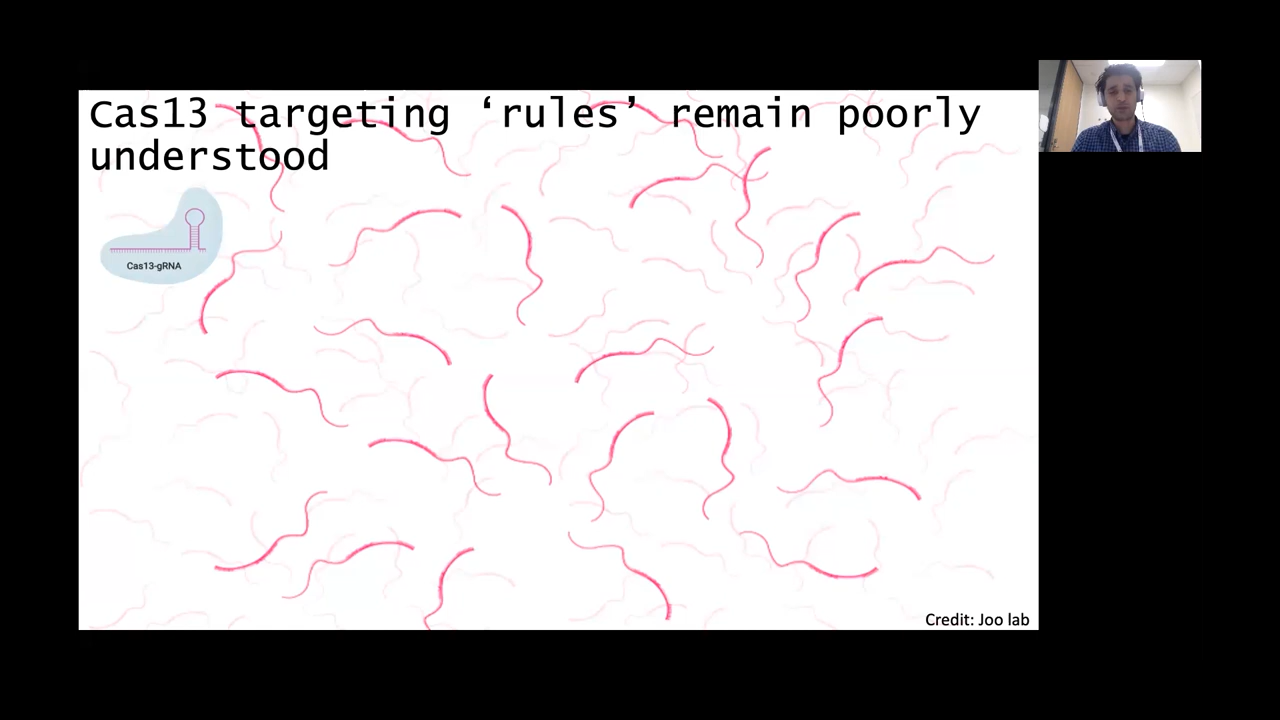 Cas13 targeting ‘rules’ remain poorly
understood
Cas13-gRNA
Credit: Joo lab